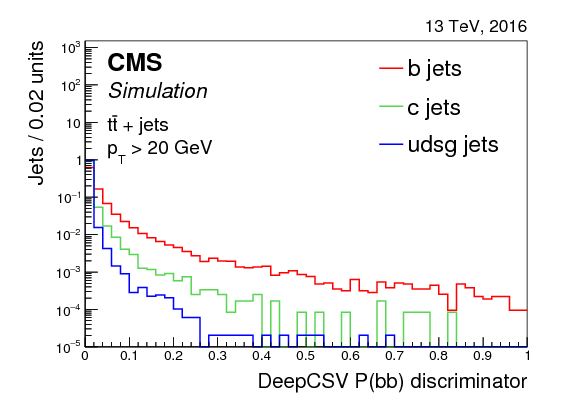 13 TeV, 2016
Jets / 0.02 units
10³
10²
10
1
10⁻¹
10⁻²
10⁻³
10⁻⁴
10⁻⁵
CMS
Simulation
tt̄ + jets
p_T > 20 GeV
b jets
c jets
udsg jets
0 0.1 0.2 0.3 0.4 0.5 0.6 0.7 0.8 0.9 1
DeepCSV P(bb) discriminator